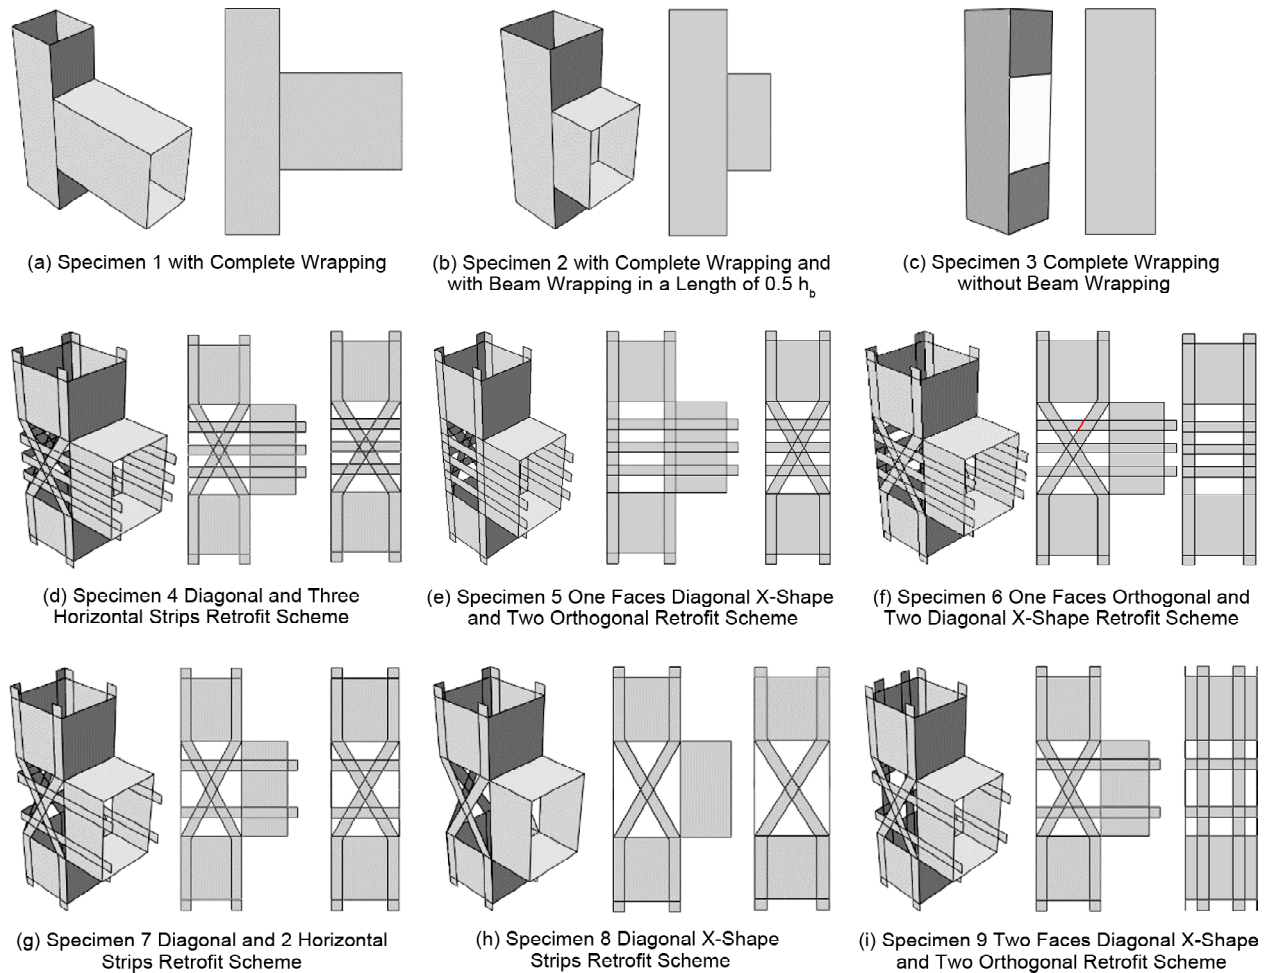 (a) Specimen 1 with Complete Wrapping
(b) Specimen 2 with Complete Wrapping and
with Beam Wrapping in a Length of 0.5 hb
(c) Specimen 3 Complete Wrapping
without Beam Wrapping
(d) Specimen 4 Diagonal and Three
Horizontal Strips Retrofit Scheme
(e) Specimen 5 One Faces Diagonal X-Shape
and Two Orthogonal Retrofit Scheme
(f) Specimen 6 One Faces Orthogonal and
Two Diagonal X-Shape Retrofit Scheme
(g) Specimen 7 Diagonal and 2 Horizontal
Strips Retrofit Scheme
(h) Specimen 8 Diagonal X-Shape
Strips Retrofit Scheme
(i) Specimen 9 Two Faces Diagonal X-Shape
and Two Orthogonal Retrofit Scheme